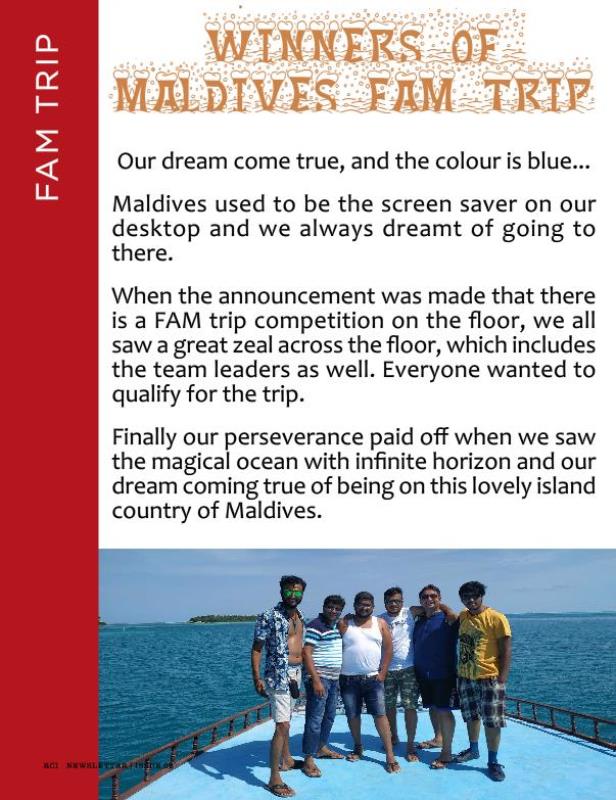 FAM TRIP
WINNERS OF
MALDIVES FAM TRIP
Our dream come true, and the colour is blue...
Maldives used to be the screen saver on our
desktop and we always dreamt of going to
there.
When the announcement was made that there
is a FAM trip competition on the floor, we all
saw a great zeal across the floor, which includes
the team leaders as well. Everyone wanted to
qualify for the trip.
Finally our perseverance paid off when we saw
the magical ocean with infinite horizon and our
dream coming true of being on this lovely island
country of Maldives.
NEWSLETTER | ISSUE